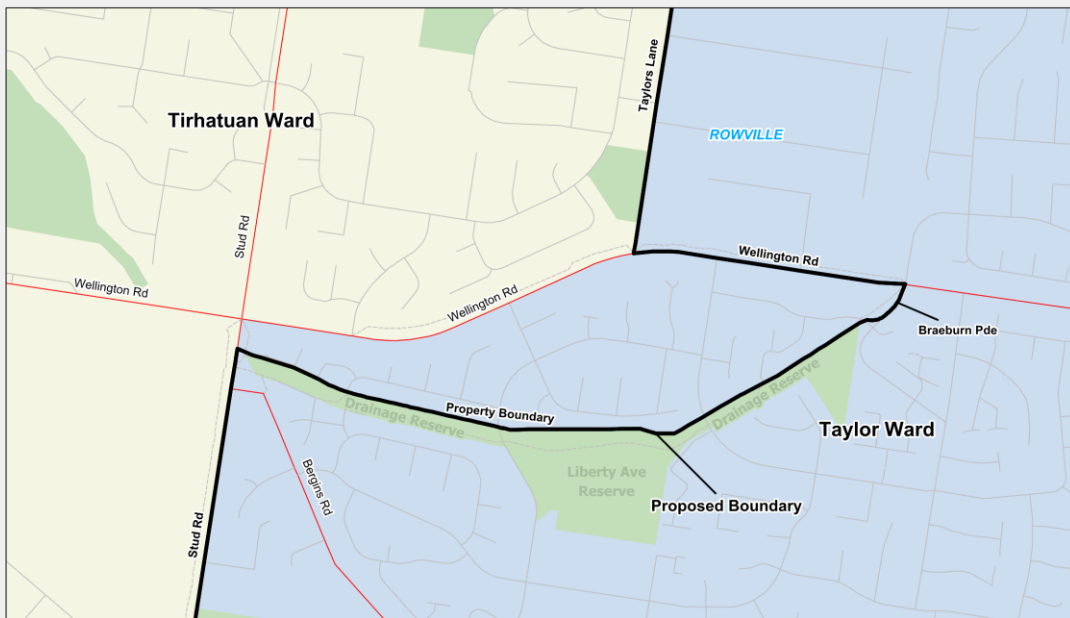 Taylors Lane
Tirhatuan Ward
ROWVILLE
Stud Rd
Wellington Rd
Wellington Rd
Wellington Rd
Braeburn Pde
Drainage Reserve
Property Boundary
Drainage Reserve
Taylor Ward
Liberty Ave
Reserve
Bergins Rd
Proposed Boundary
Stud Rd